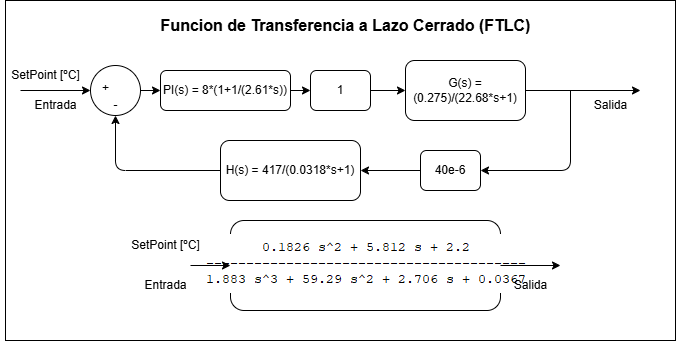 Funcion de Transferencia a Lazo Cerrado (FTLC)
SetPoint [ºC]
Entrada
+
-
PI(s) = 8*(1+1/(2.61*s))
1
G(s) =
(0.275)/(22.68*s+1)
Salida
H(s) = 417/(0.0318*s+1)
40e-6
SetPoint [ºC]
Entrada
0.1826 s^2 + 5.812 s + 2.2
--------------------------------------
1.883 s^3 + 59.29 s^2 + 2.706 s + 0.0367
Salida